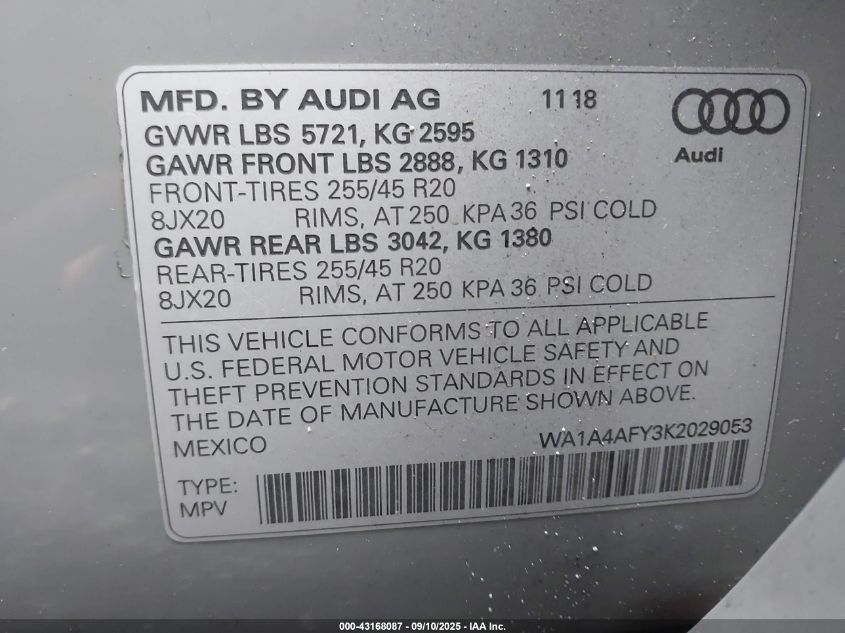 MFD. BY AUDI AG 11 18
Audi
GVWR LBS 5721, KG 2595
GAWR FRONT LBS 2888, KG 1310
FRONT-TIRES 255/45 R20
8JX20 RIMS, AT 250 KPA 36 PSI COLD
GAWR REAR LBS 3042, KG 1380
REAR-TIRES 255/45 R20
8JX20 RIMS, AT 250 KPA 36 PSI COLD
THIS VEHICLE CONFORMS TO ALL APPLICABLE
U.S. FEDERAL MOTOR VEHICLE SAFETY AND
THEFT PREVENTION STANDARDS IN EFFECT ON
THE DATE OF MANUFACTURE SHOWN ABOVE.
MEXICO WA1A4AFY3K2029053
TYPE:
MPV
000-43168087 - 09/10/2025 - IAA Inc.